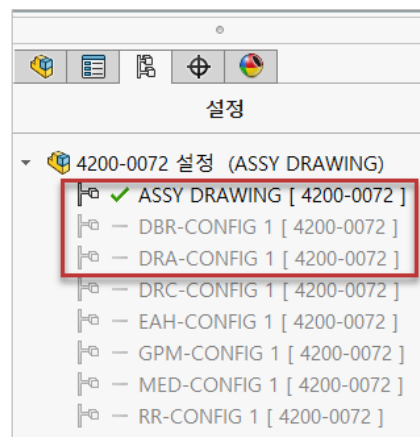 설정
4200-0072 설정 (ASSY DRAWING)
ASSY DRAWING [ 4200-0072 ]
DBR-CONFIG 1 [ 4200-0072 ]
DRA-CONFIG 1 [ 4200-0072 ]
DRC-CONFIG 1 [ 4200-0072 ]
EAH-CONFIG 1 [ 4200-0072 ]
GPM-CONFIG 1 [ 4200-0072 ]
MED-CONFIG 1 [ 4200-0072 ]
RR-CONFIG 1 [ 4200-0072 ]